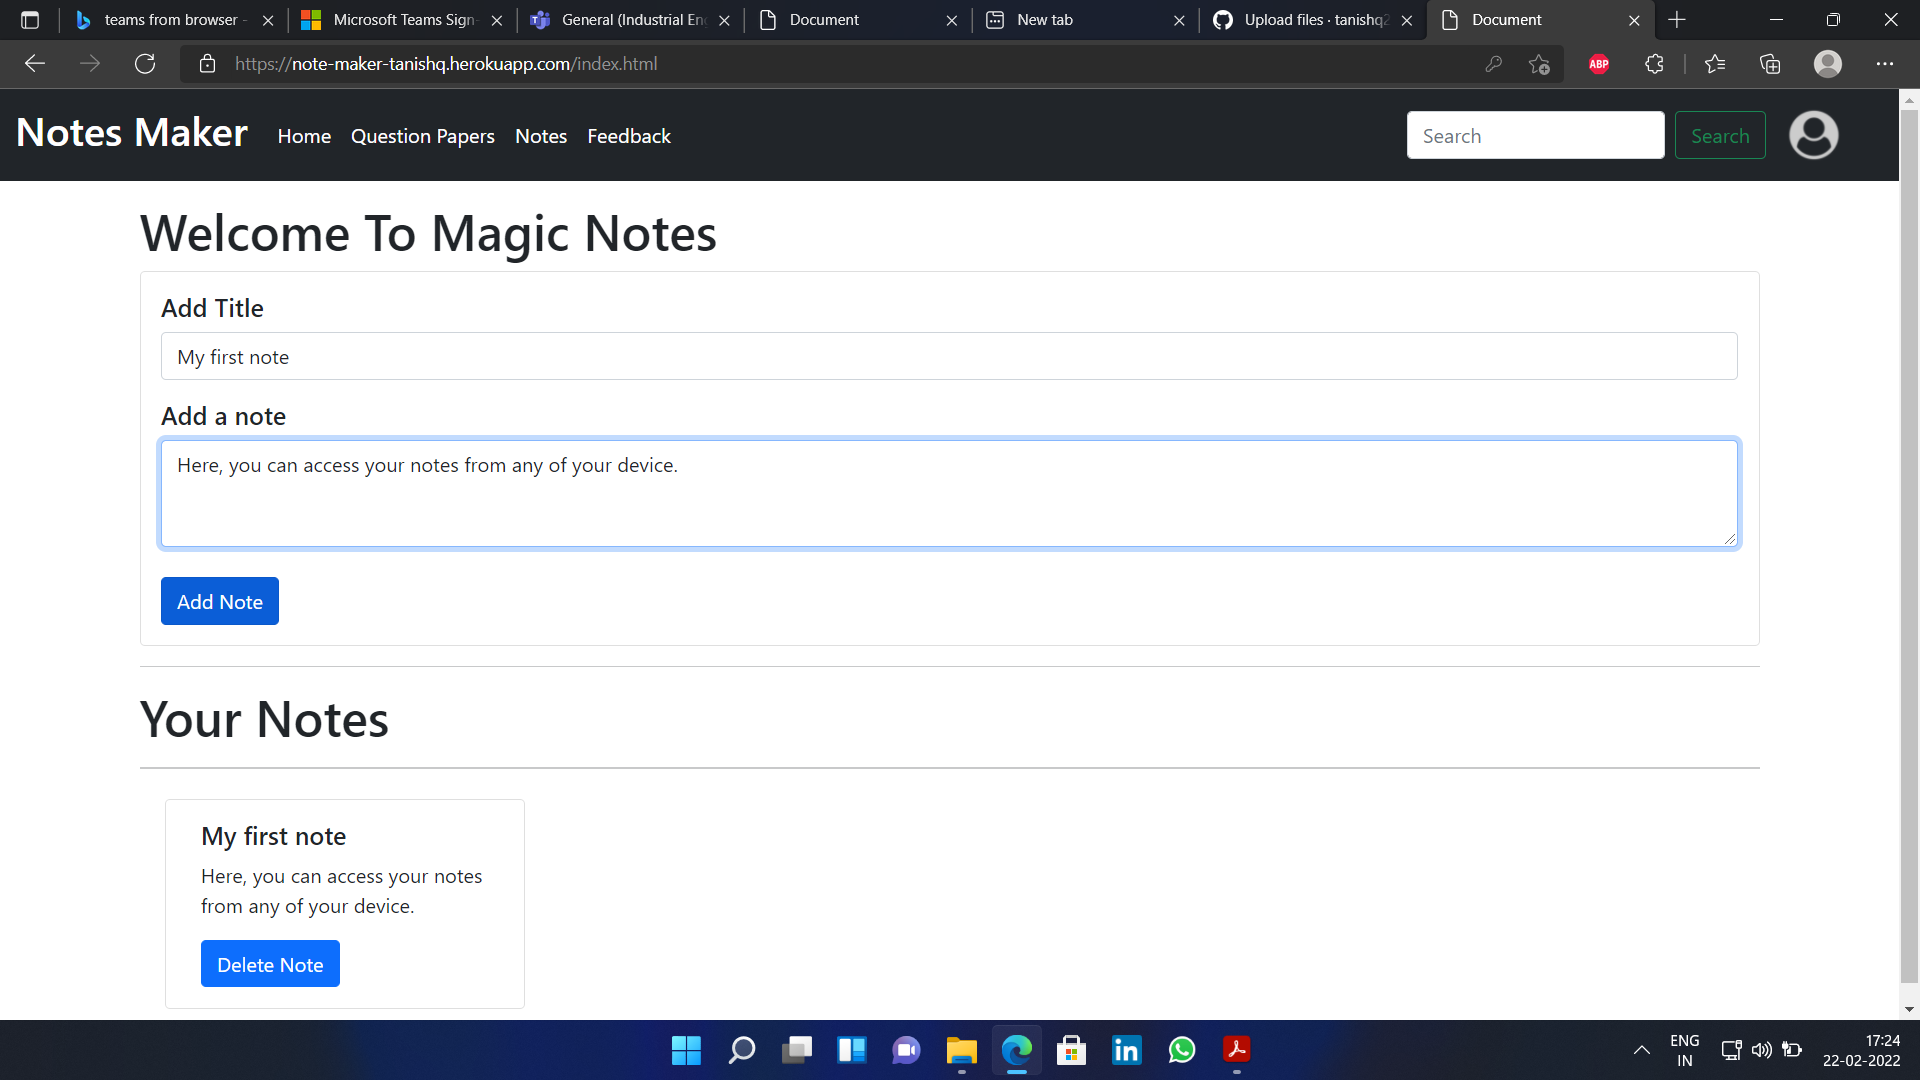 teams from browser -
Microsoft Teams Sign-
General (Industrial En
Document
New tab
Upload files · tanishq2
Document
https://note-maker-tanishq.herokuapp.com/index.html
ABP
Notes Maker Home Question Papers Notes Feedback Search Search
Welcome To Magic Notes
Add Title
My first note
Add a note
Here, you can access your notes from any of your device.
Add Note
Your Notes
My first note
Here, you can access your notes
from any of your device.
Delete Note
in
ENG
IN
17:24
22-02-2022